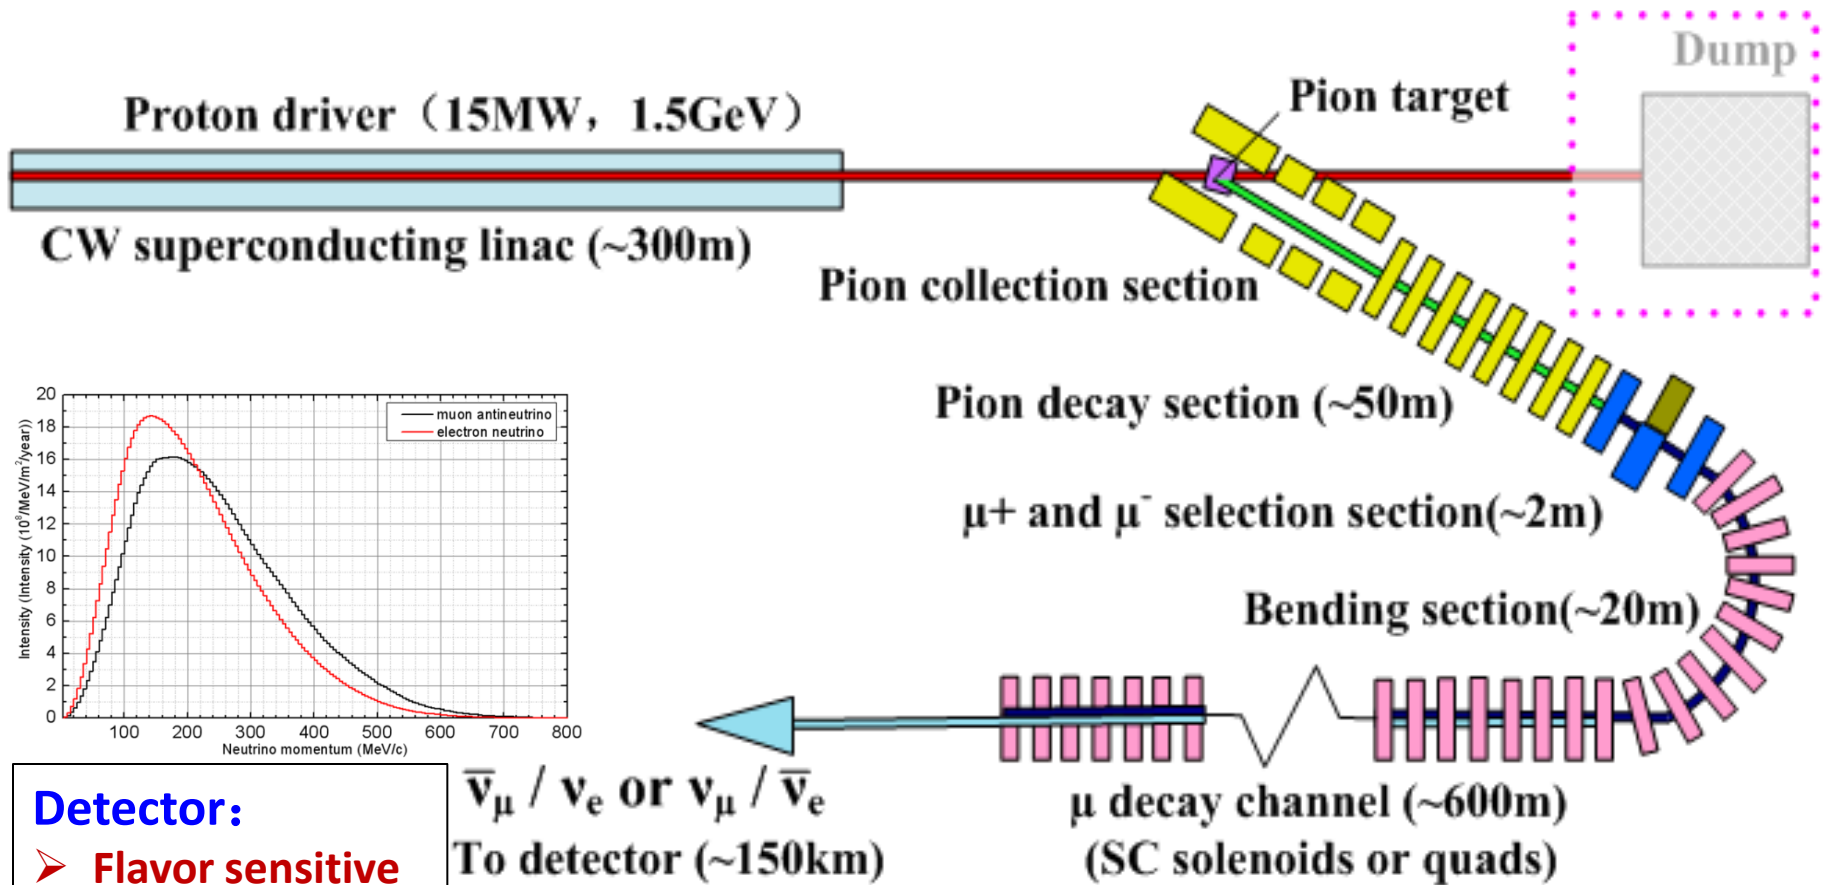 Dump
Pion target
Proton driver（15MW，1.5GeV）
CW superconducting linac (~300m)
Pion collection section
Pion decay section (~50m)
μ+ and μ⁻ selection section(~2m)
Bending section(~20m)
20
18
16
14
12
10
8
6
4
2
0
100 200 300 400 500 600 700 800
Neutrino momentum (MeV/c)
Intensity (Intensity (10⁸/MeV/m²/year))
muon antineutrino
electron neutrino
Detector：
➢ Flavor sensitive
ν̅μ / νe or νμ / ν̅e
To detector (~150km)
μ decay channel (~600m)
(SC solenoids or quads)